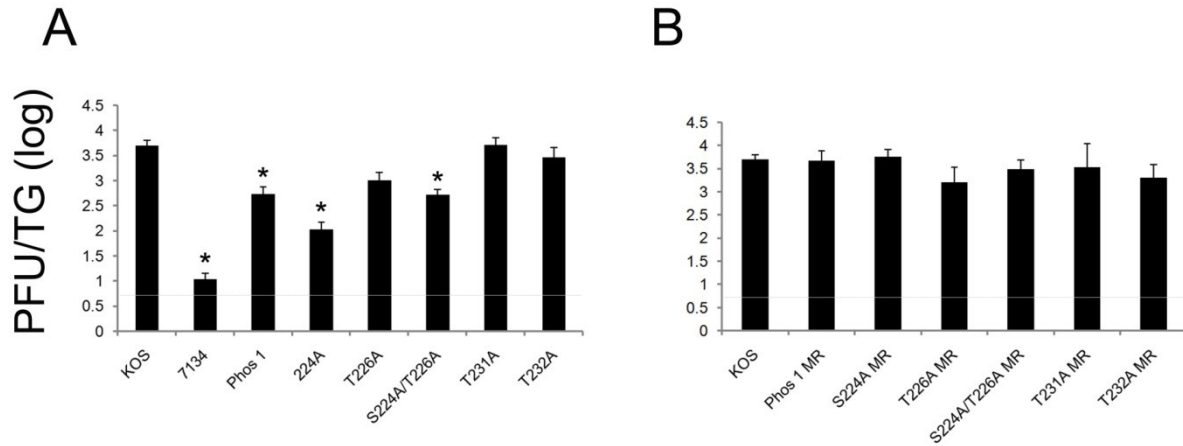 A
PFU/TG (log)
4.5
4
3.5
3
2.5
2
1.5
1
0.5
0
*
*
*
*
KOS
7134
Phos 1
224A
T226A
S224A/T226A
T231A
T232A
B
4.5
4
3.5
3
2.5
2
1.5
1
0.5
0
KOS
Phos 1 MR
S224A MR
T226A MR
S224A/T226A MR
T231A MR
T232A MR